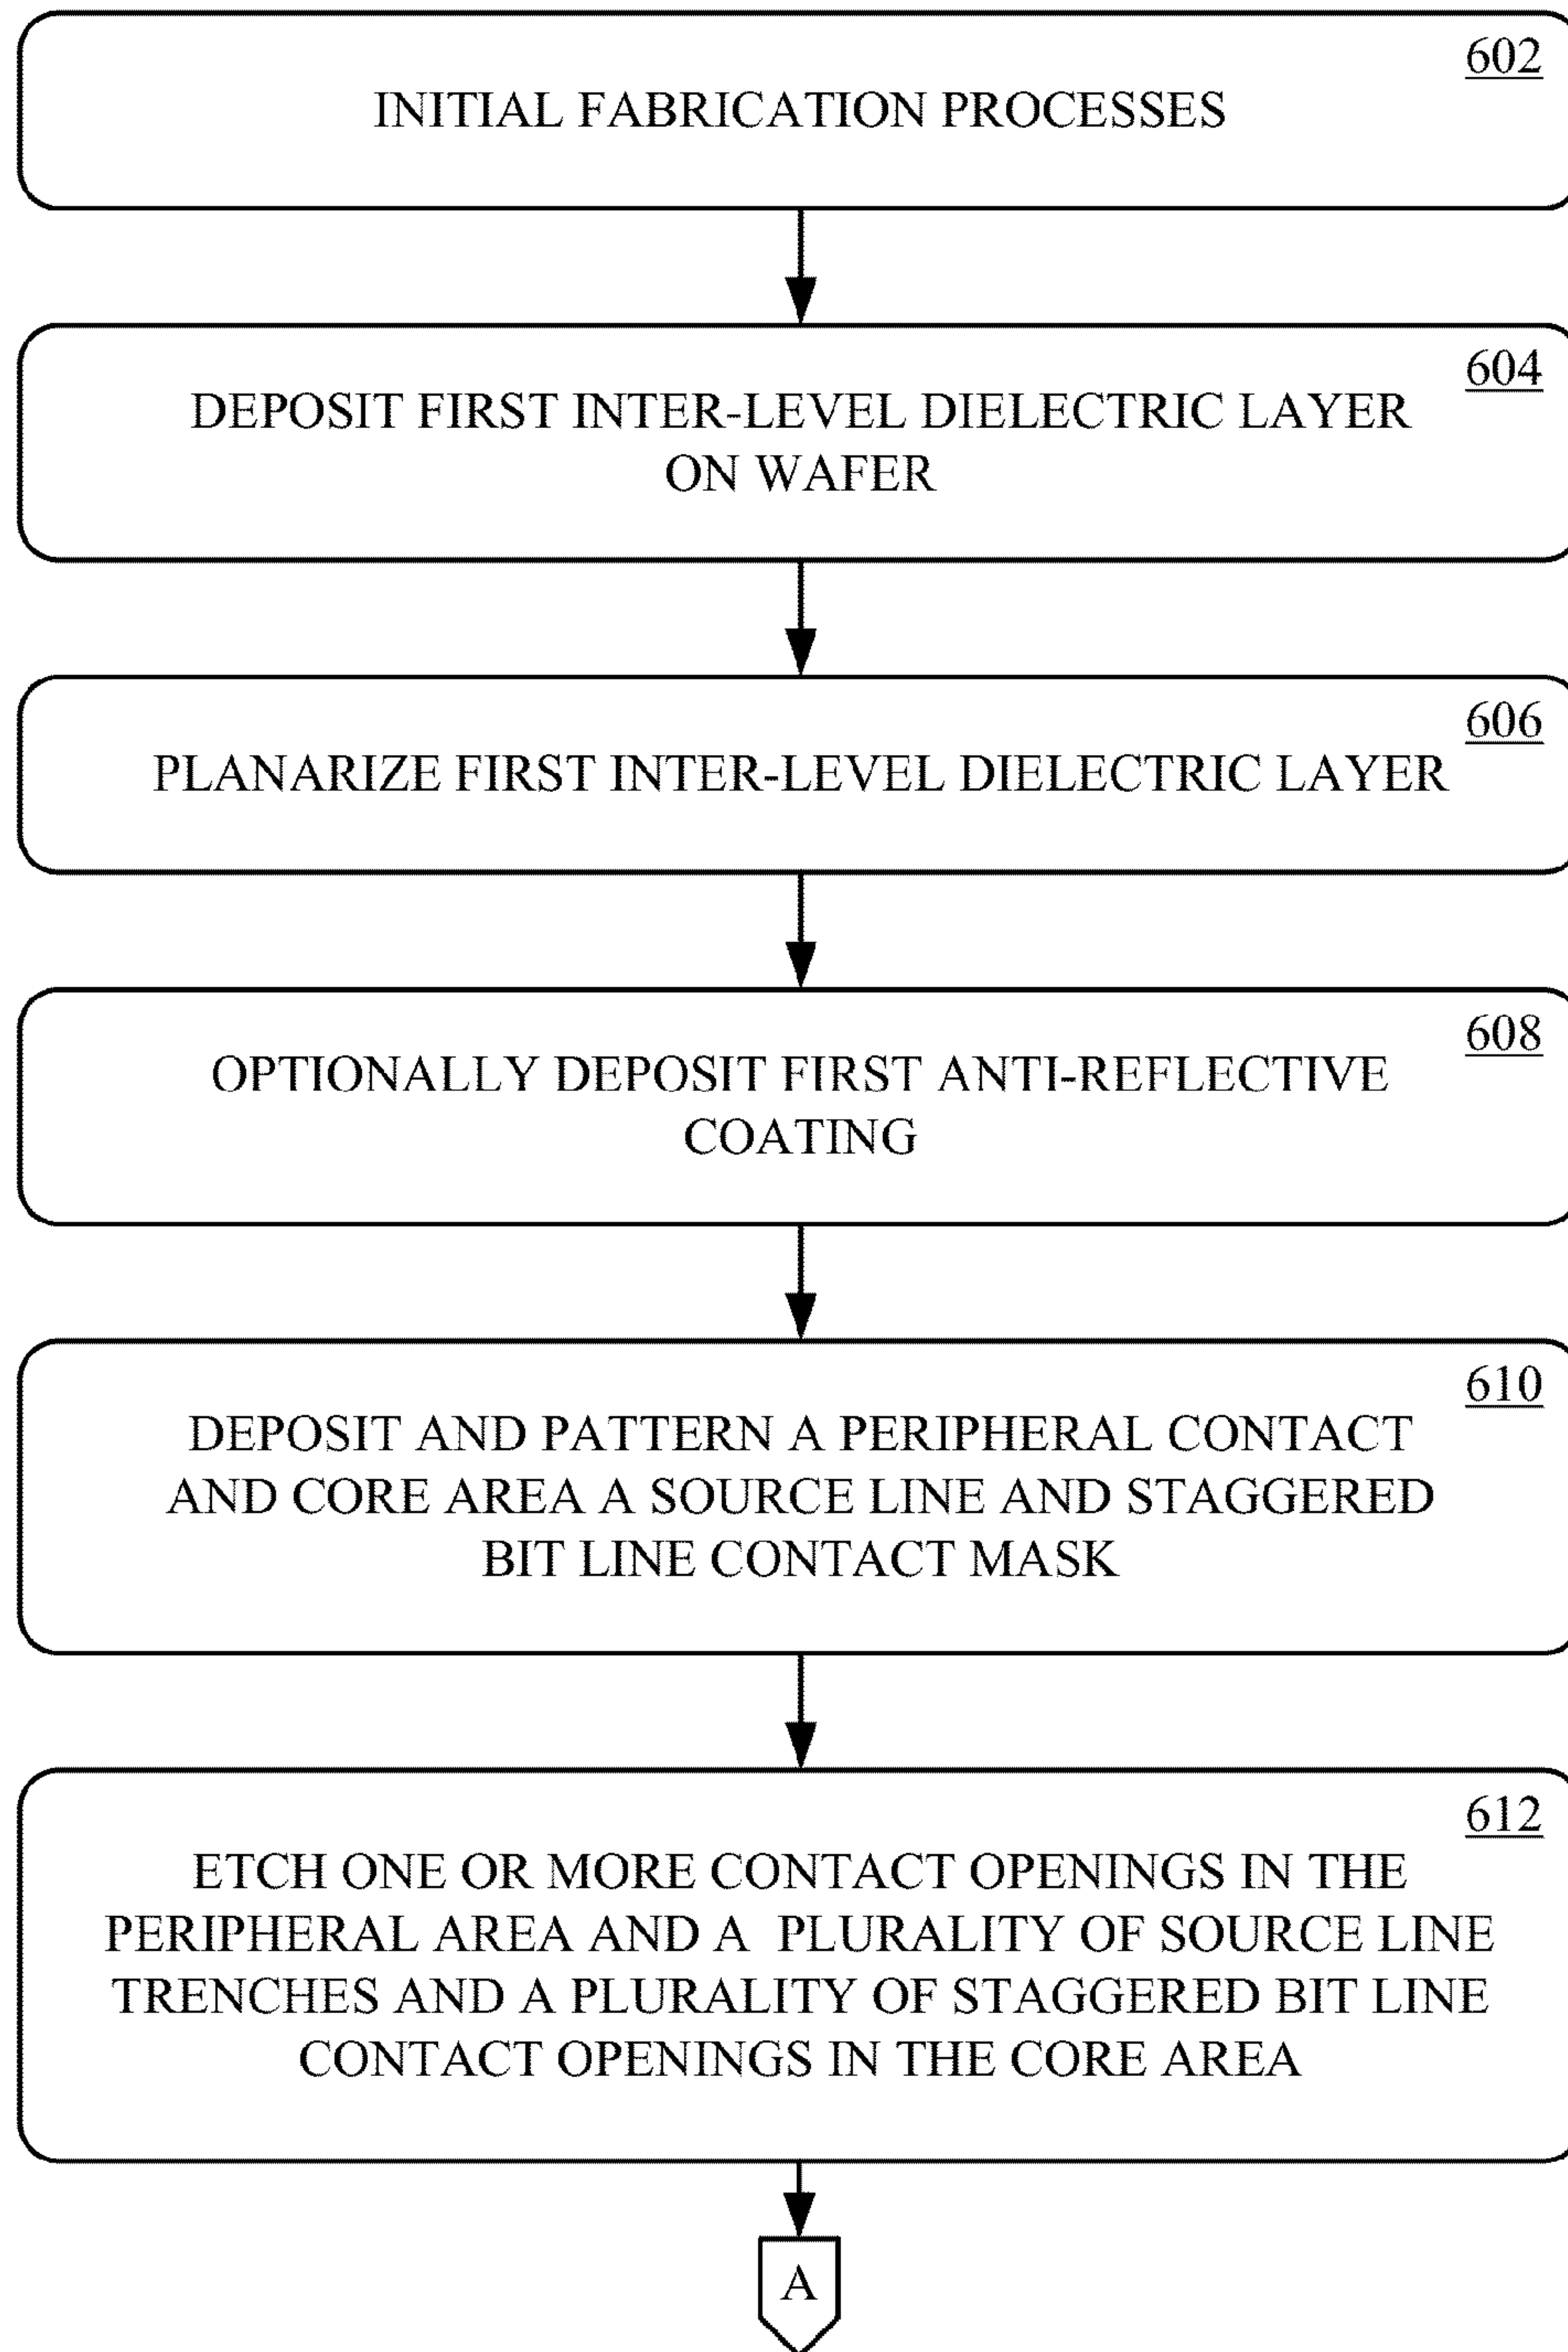 602
INITIAL FABRICATION PROCESSES
604
DEPOSIT FIRST INTER-LEVEL DIELECTRIC LAYER
ON WAFER
606
PLANARIZE FIRST INTER-LEVEL DIELECTRIC LAYER
608
OPTIONALLY DEPOSIT FIRST ANTI-REFLECTIVE
COATING
610
DEPOSIT AND PATTERN A PERIPHERAL CONTACT
AND CORE AREA A SOURCE LINE AND STAGGERED
BIT LINE CONTACT MASK
612
ETCH ONE OR MORE CONTACT OPENINGS IN THE
PERIPHERAL AREA AND A PLURALITY OF SOURCE LINE
TRENCHES AND A PLURALITY OF STAGGERED BIT LINE
CONTACT OPENINGS IN THE CORE AREA
A